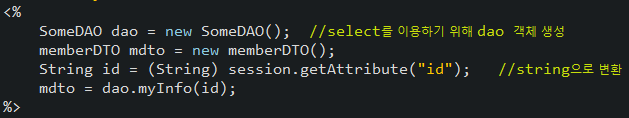 <%
SomeDAO dao = new SomeDAO();  //select를 이용하기 위해 dao 객체 생성
memberDTO mdto = new memberDTO();
String id = (String) session.getAttribute("id");   //string으로 변환
mdto = dao.myInfo(id);
%>